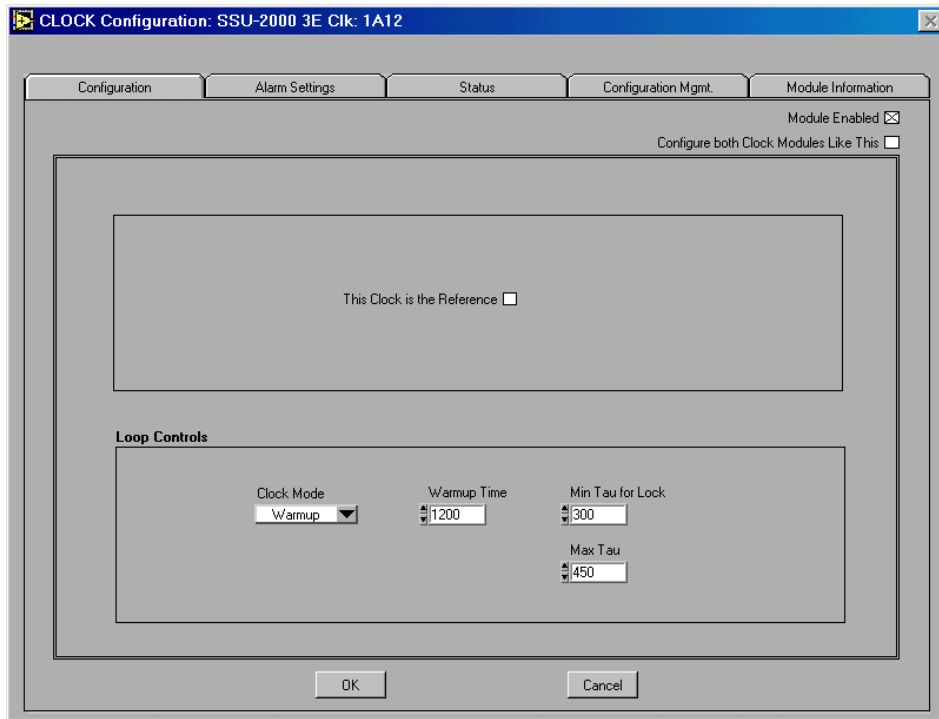 CLOCK Configuration: SSU-2000 3E Clk: 1A12
Configuration
Alarm Settings
Status
Configuration Mgmt.
Module Information
Module Enabled
Configure both Clock Modules Like This
This Clock is the Reference
Loop Controls
Clock Mode
Warmup
Warmup Time
1200
Min Tau for Lock
300
Max Tau
450
OK
Cancel